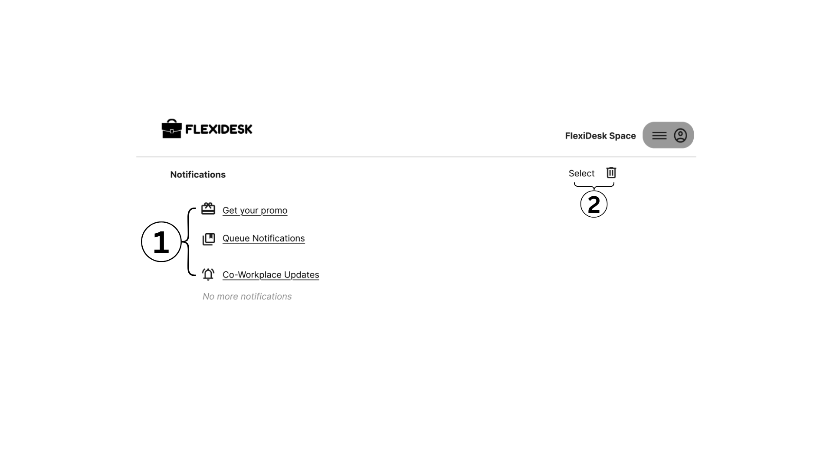 FLEXIDESK
FlexiDesk Space
Notifications
Select
Get your promo
2
Queue Notifications
1
Co-Workplace Updates
No more notifications